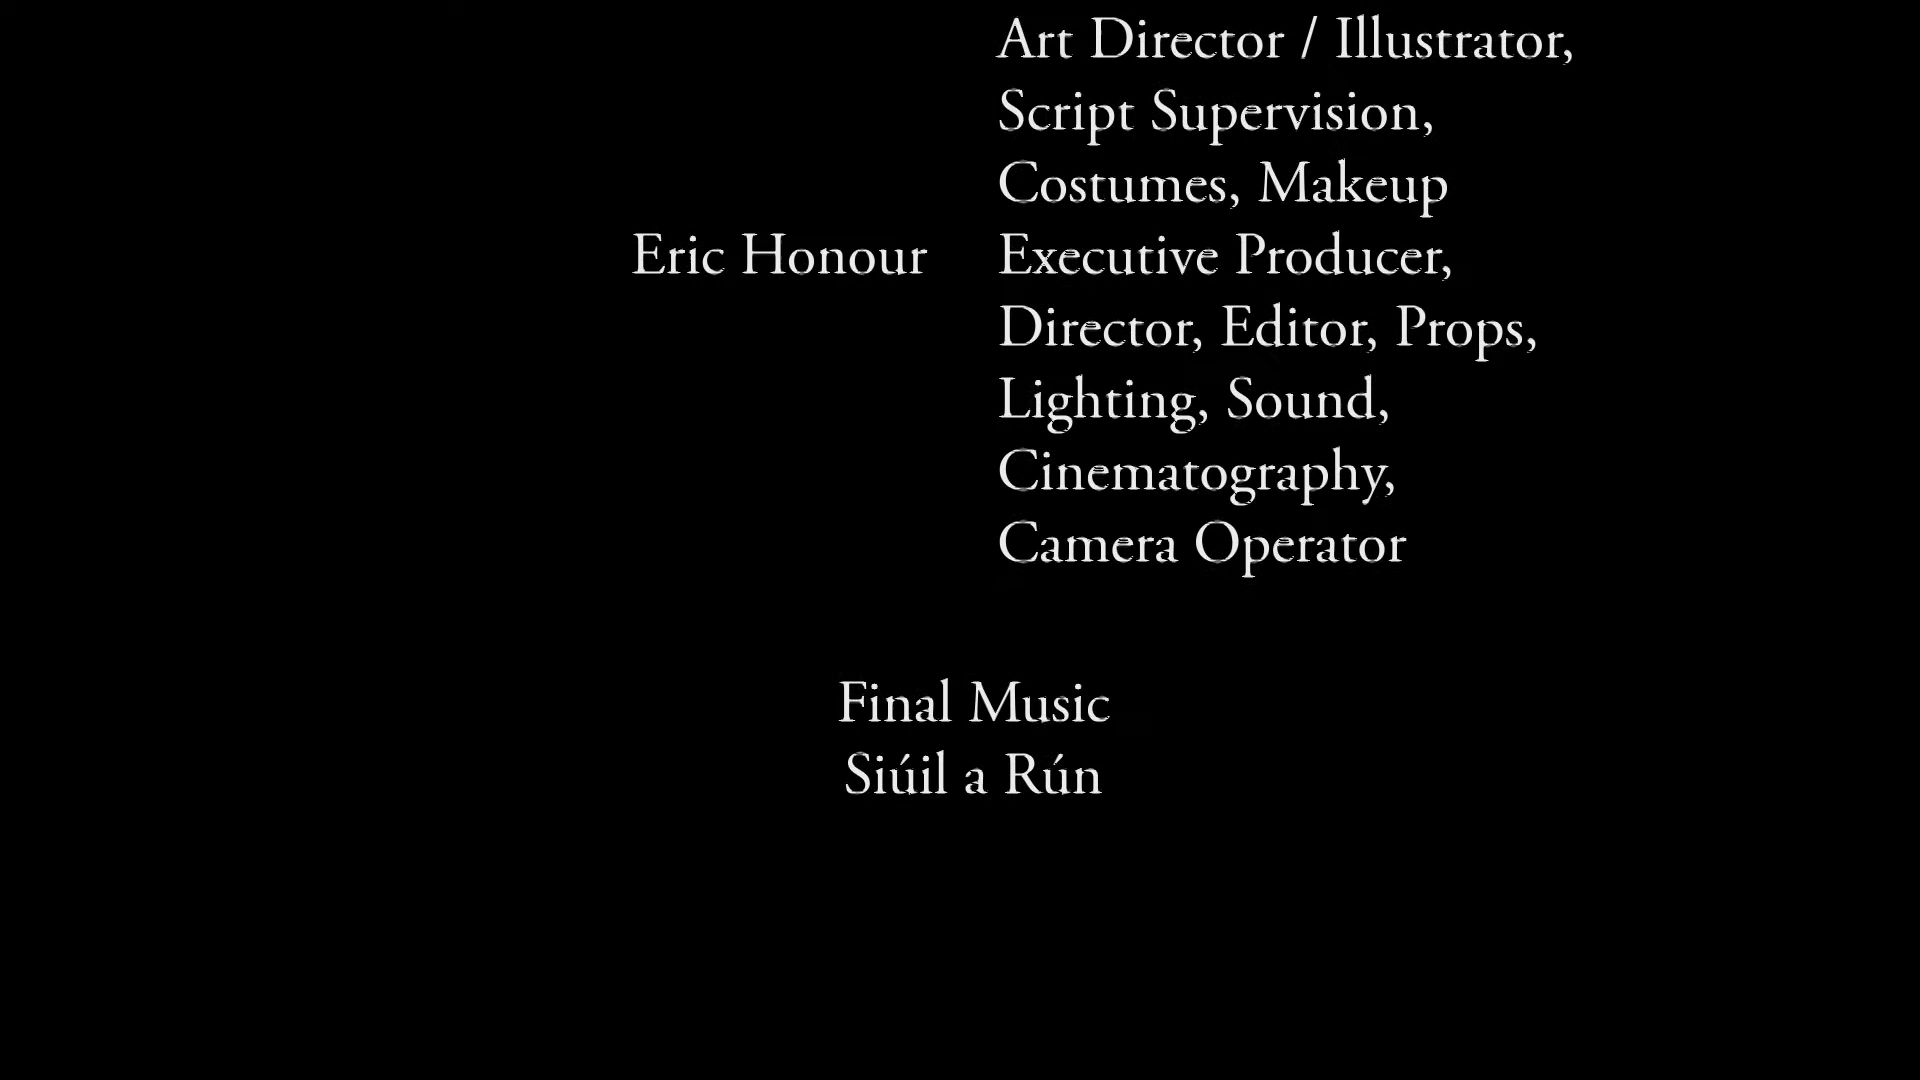 Art Director / Illustrator,
Script Supervision,
Costumes, Makeup
Eric Honour Executive Producer,
Director, Editor, Props,
Lighting, Sound,
Cinematography,
Camera Operator
Final Music
Siúil a Rún